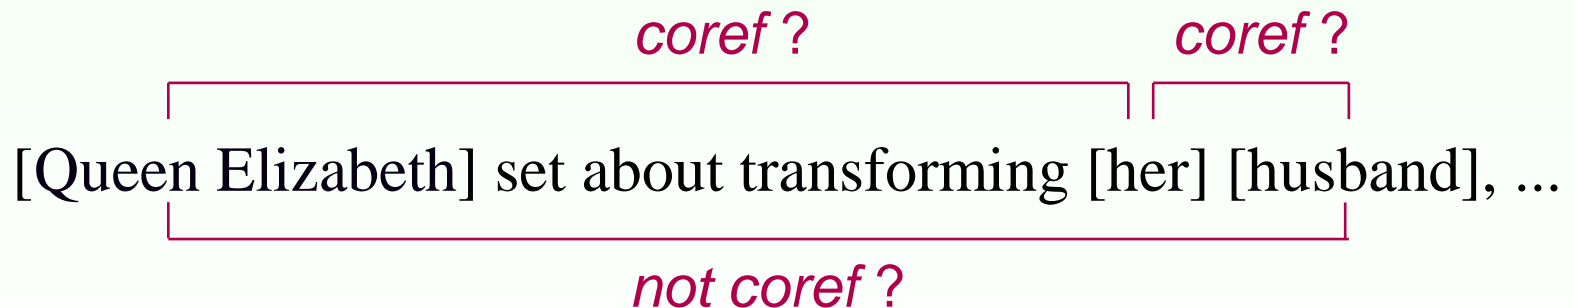 coref ? coref ?
[Queen Elizabeth] set about transforming [her] [husband], ...
not coref ?